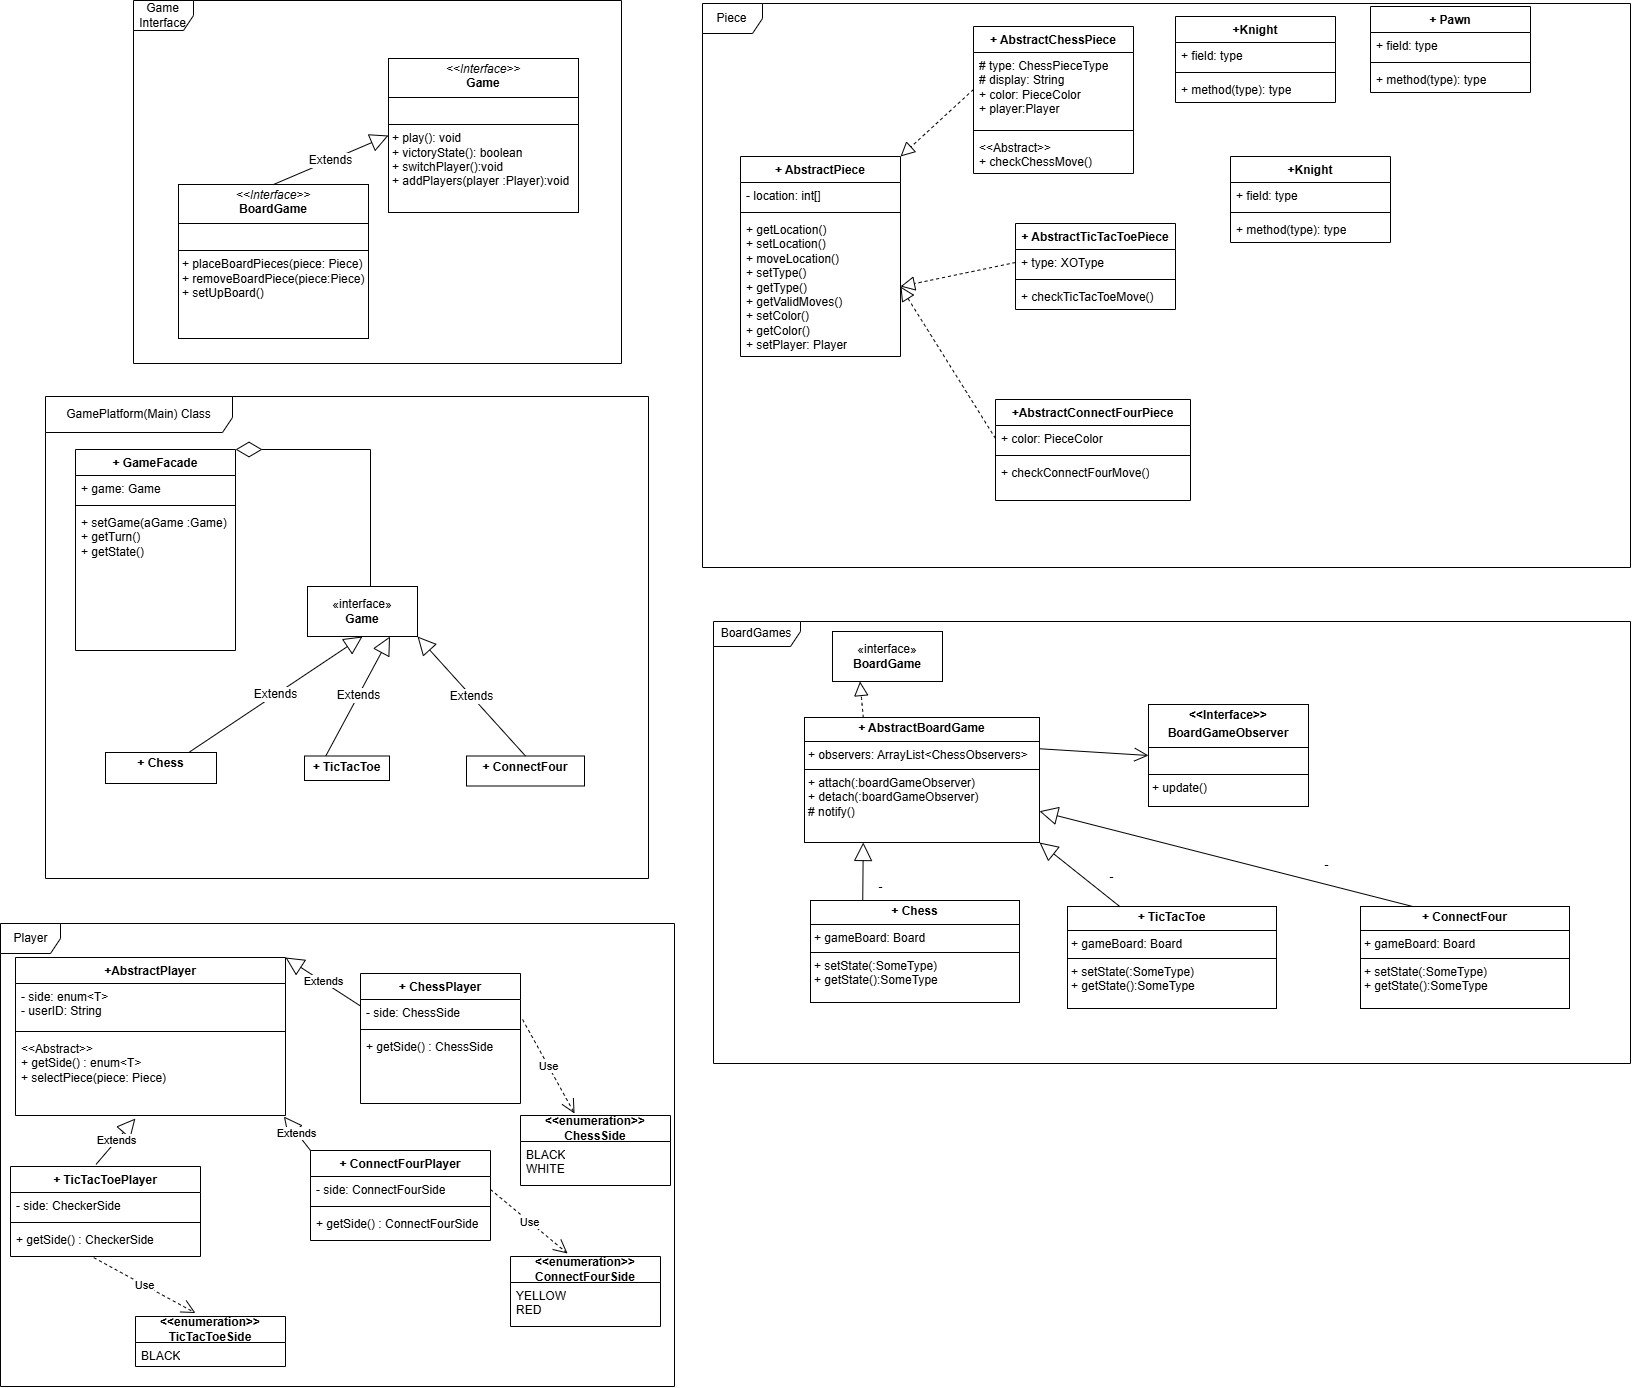 Game
Interface
<<Interface>>
Game
+ play(): void
+ victoryState(): boolean
+ switchPlayer():void
+ addPlayers(player :Player):void
Extends
<<Interface>>
BoardGame
+ placeBoardPieces(piece: Piece)
+ removeBoardPiece(piece:Piece)
+ setUpBoard()
Piece
+ AbstractChessPiece
# type: ChessPieceType
# display: String
+ color: PieceColor
+ player:Player
<<Abstract>>
+ checkChessMove()
+Knight
+ field: type
+ method(type): type
+ Pawn
+ field: type
+ method(type): type
+ AbstractPiece
- location: int[]
+ getLocation()
+ setLocation()
+ moveLocation()
+ setType()
+ getType()
+ getValidMoves()
+ setColor()
+ getColor()
+ setPlayer: Player
+Knight
+ field: type
+ method(type): type
+ AbstractTicTacToePiece
+ type: XOType
+ checkTicTacToeMove()
+AbstractConnectFourPiece
+ color: PieceColor
+ checkConnectFourMove()
GamePlatform(Main) Class
+ GameFacade
+ game: Game
+ setGame(aGame :Game)
+ getTurn()
+ getState()
«interface»
Game
Extends
Extends
Extends
+ Chess
+ TicTacToe
+ ConnectFour
BoardGames
«interface»
BoardGame
+ AbstractBoardGame
+ observers: ArrayList<ChessObservers>
+ attach(:boardGameObserver)
+ detach(:boardGameObserver)
# notify()
<<Interface>>
BoardGameObserver
+ update()
-
-
-
+ Chess
+ gameBoard: Board
+ setState(:SomeType)
+ getState():SomeType
+ TicTacToe
+ gameBoard: Board
+ setState(:SomeType)
+ getState():SomeType
+ ConnectFour
+ gameBoard: Board
+ setState(:SomeType)
+ getState():SomeType
Player
+AbstractPlayer
- side: enum<T>
- userID: String
<<Abstract>>
+ getSide() : enum<T>
+ selectPiece(piece: Piece)
Extends
+ ChessPlayer
- side: ChessSide
+ getSide() : ChessSide
Use
<<enumeration>>
ChessSide
BLACK
WHITE
Extends
Extends
+ TicTacToePlayer
- side: CheckerSide
+ getSide() : CheckerSide
Use
<<enumeration>>
TicTacToeSide
BLACK
+ ConnectFourPlayer
- side: ConnectFourSide
+ getSide() : ConnectFourSide
Use
<<enumeration>>
ConnectFourSide
YELLOW
RED